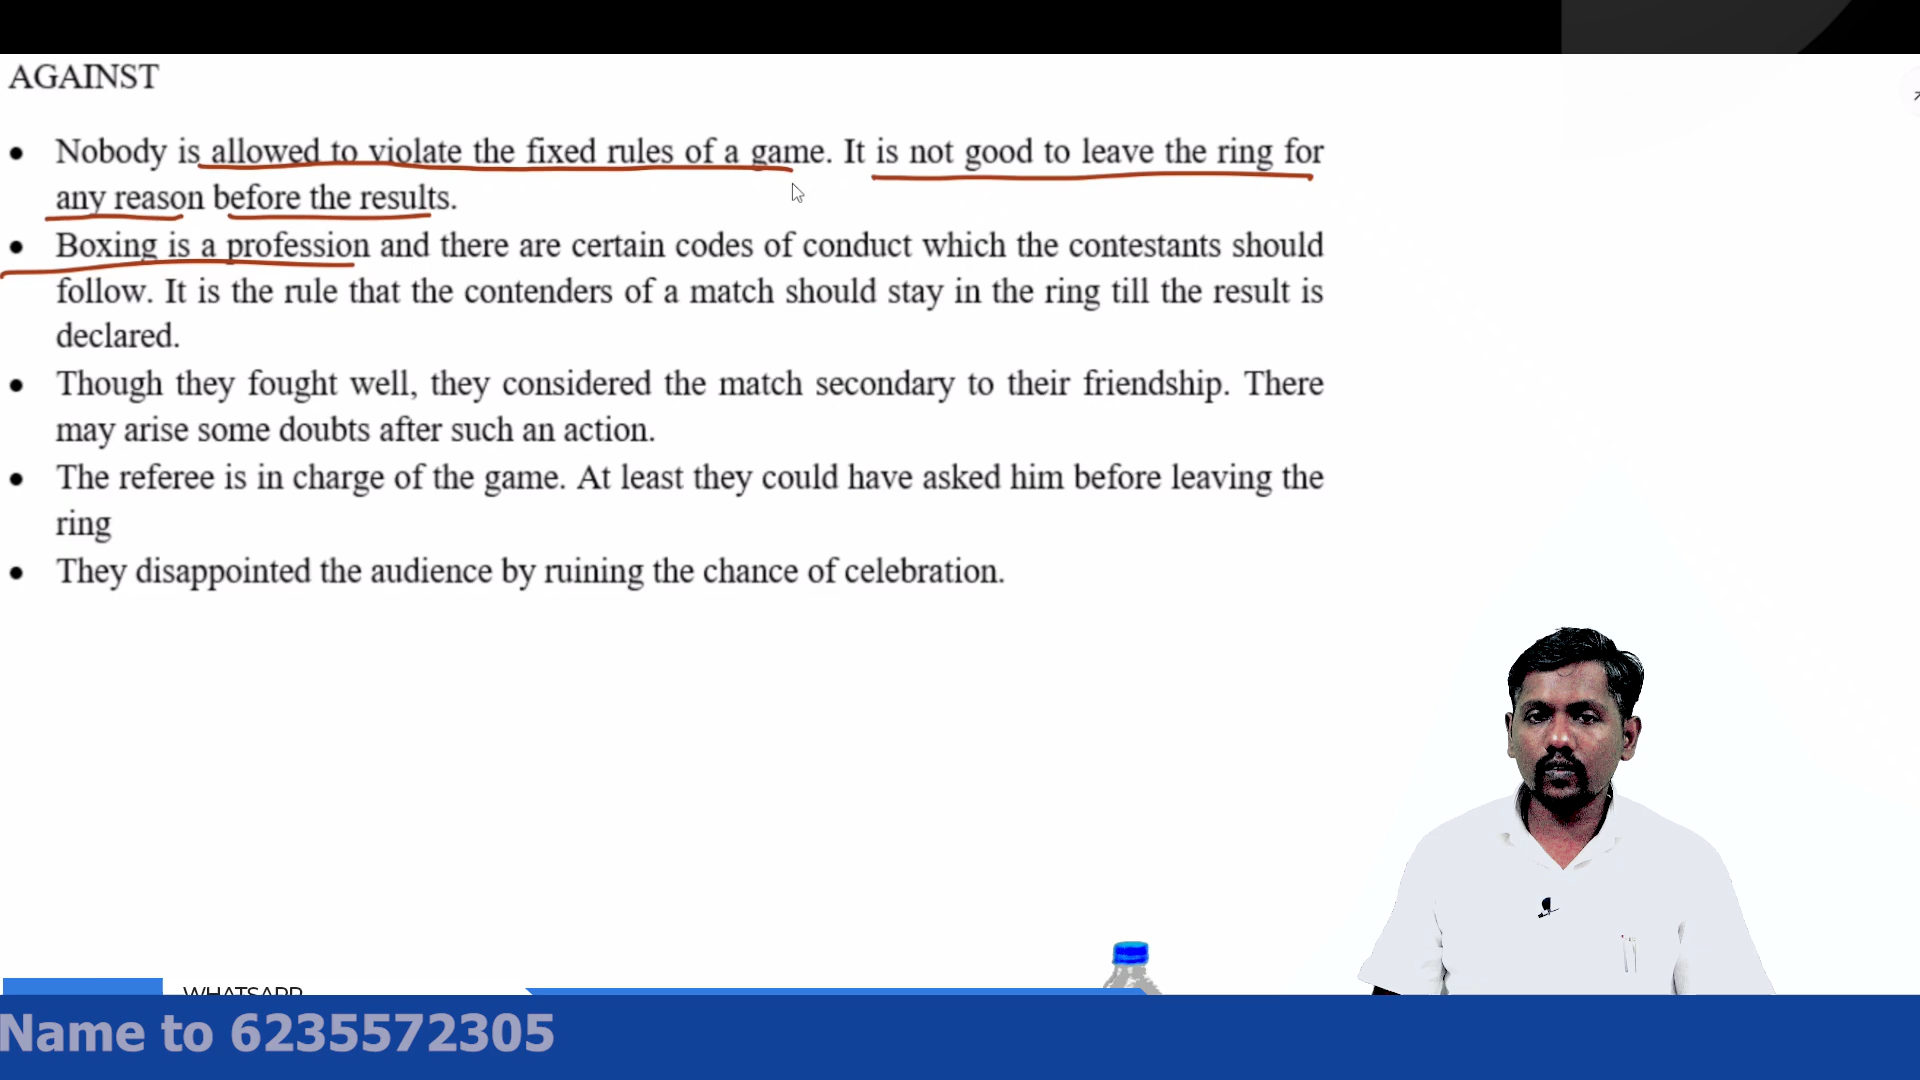 AGAINST
• Nobody is allowed to violate the fixed rules of a game. It is not good to leave the ring for
any reason before the results.
• Boxing is a profession and there are certain codes of conduct which the contestants should
follow. It is the rule that the contenders of a match should stay in the ring till the result is
declared.
• Though they fought well, they considered the match secondary to their friendship. There
may arise some doubts after such an action.
• The referee is in charge of the game. At least they could have asked him before leaving the
ring
• They disappointed the audience by ruining the chance of celebration.
WHATSAPP
Name to 6235572305